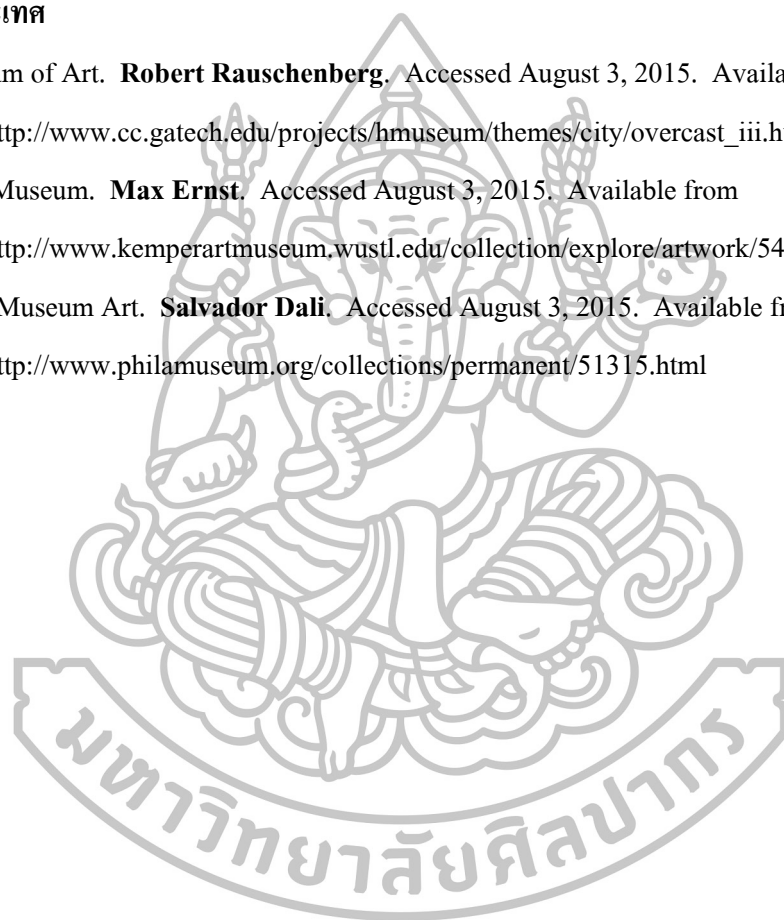 ะเทศ
m of Art. Robert Rauschenberg. Accessed August 3, 2015. Availa
ttp://www.cc.gatech.edu/projects/hmuseum/themes/city/overcast_iii.h
Museum. Max Ernst. Accessed August 3, 2015. Available from
ttp://www.kemperartmuseum.wustl.edu/collection/explore/artwork/54
Museum Art. Salvador Dali. Accessed August 3, 2015. Available f
ttp://www.philamuseum.org/collections/permanent/51315.html
มหาวิทยาลัยศิลปากร